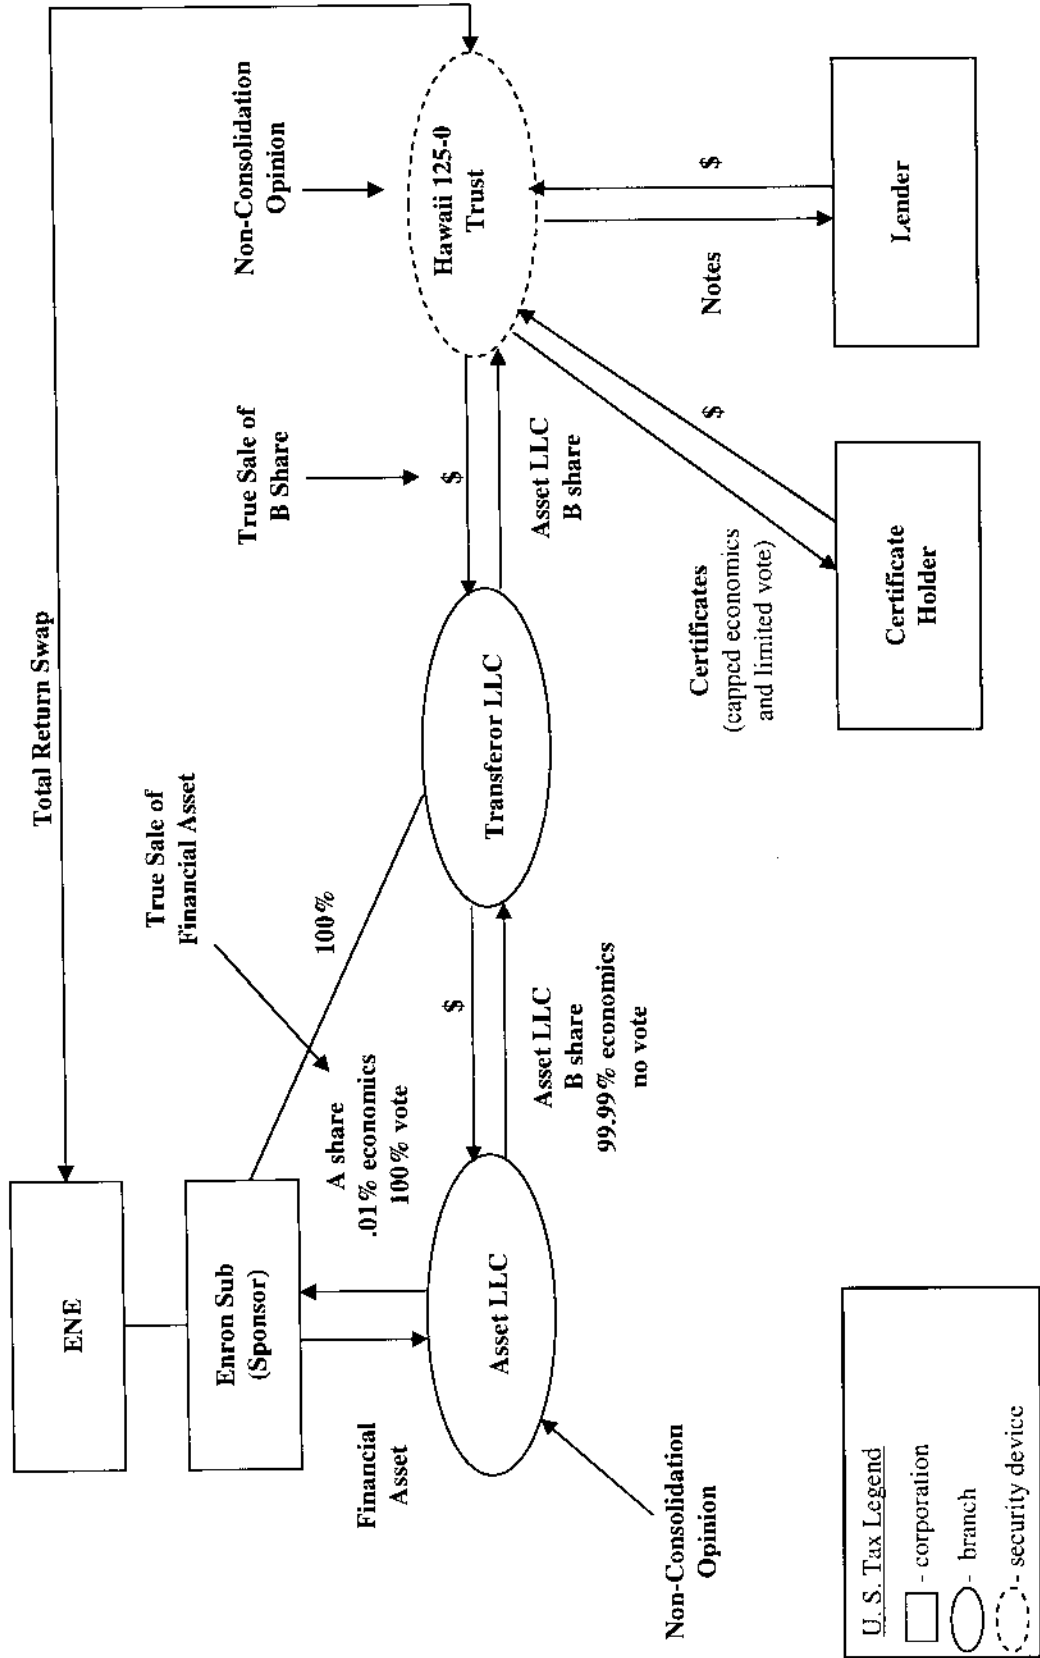 Total Return Swap
ENE
True Sale of
Financial Asset
Enron Sub
(Sponsor)
100%
True Sale of
B Share
Non-Consolidation
Opinion
Financial
Asset
A share
.01% economics
100% vote
$
$
Asset LLC
Transferor LLC
Hawaii 125-0
Trust
Asset LLC
B share
99.99% economics
no vote
Asset LLC
B share
Non-Consolidation
Opinion
Certificates
(capped economics
and limited vote)
$
Notes
$
Certificate
Holder
Lender
U. S. Tax Legend
- corporation
- branch
- security device